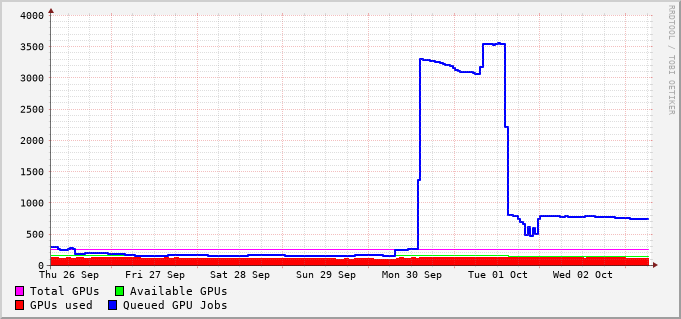 RRDTOOL / TOBI OETIKER
4000
3500
3000
2500
2000
1500
1000
500
0
Thu 26 Sep Fri 27 Sep Sat 28 Sep Sun 29 Sep Mon 30 Sep Tue 01 Oct Wed 02 Oct
Total GPUs Available GPUs
GPUs used Queued GPU Jobs